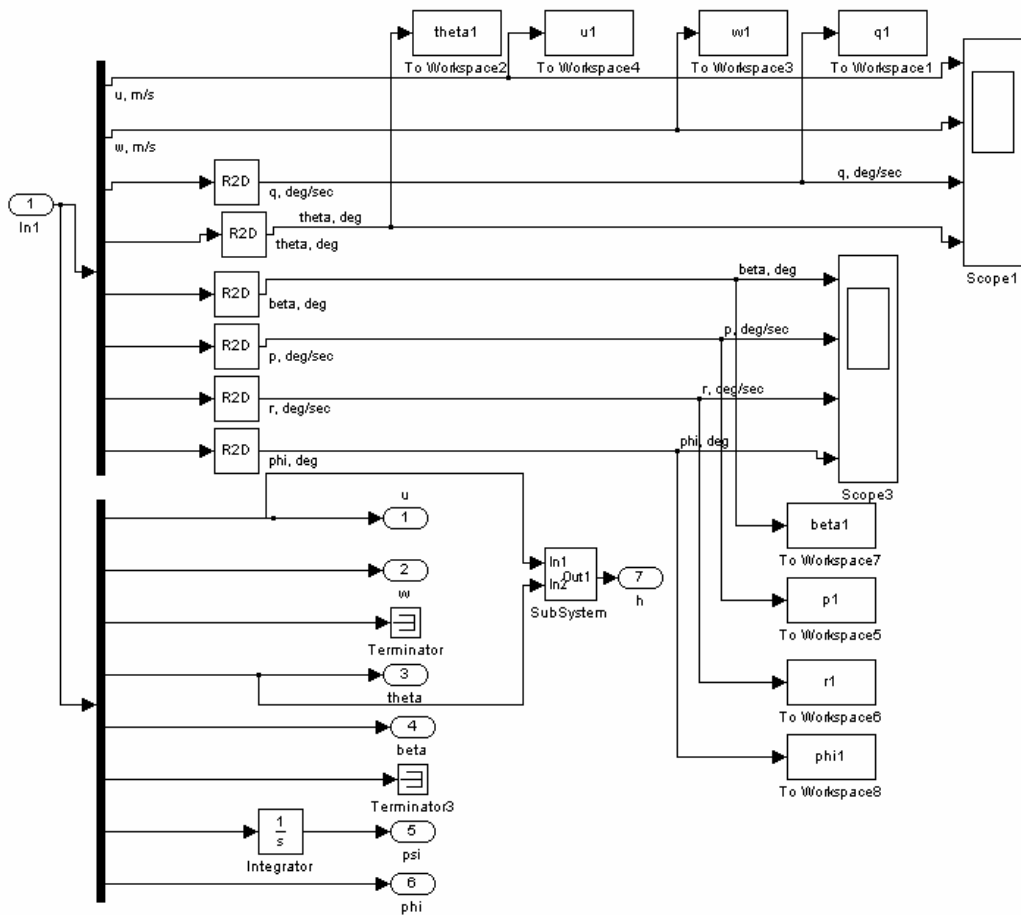 theta1
u1
w1
q1
To Workspace2
To Workspace4
To Workspace3
To Workspace1
u, m/s
w, m/s
R2D
q, deg/sec
q, deg/sec
1
In1
R2D
theta, deg
theta, deg
Scope1
R2D
beta, deg
beta, deg
R2D
p, deg/sec
p, deg/sec
R2D
r, deg/sec
r, deg/sec
R2D
phi, deg
phi, deg
Scope3
u
1
beta1
To Workspace7
2
w
In1
In2
Out1
SubSystem
7
h
p1
To Workspace5
Terminator
3
theta
r1
To Workspace6
4
beta
phi1
To Workspace8
Terminator3
1
s
Integrator
5
psi
6
phi